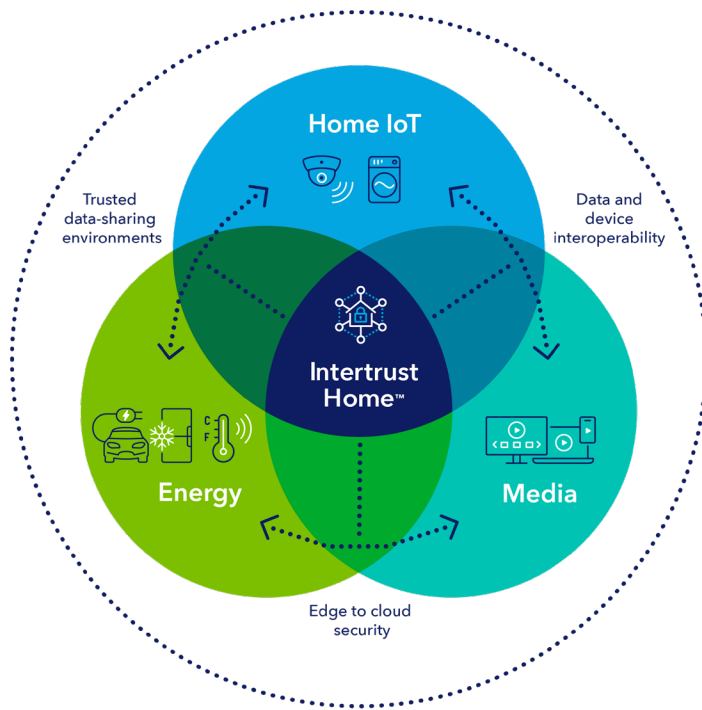 Home IoT
Trusted
data-sharing
environments
Data and
device
interoperability
Intertrust
Home™
C
F
Energy
Media
Edge to cloud
security